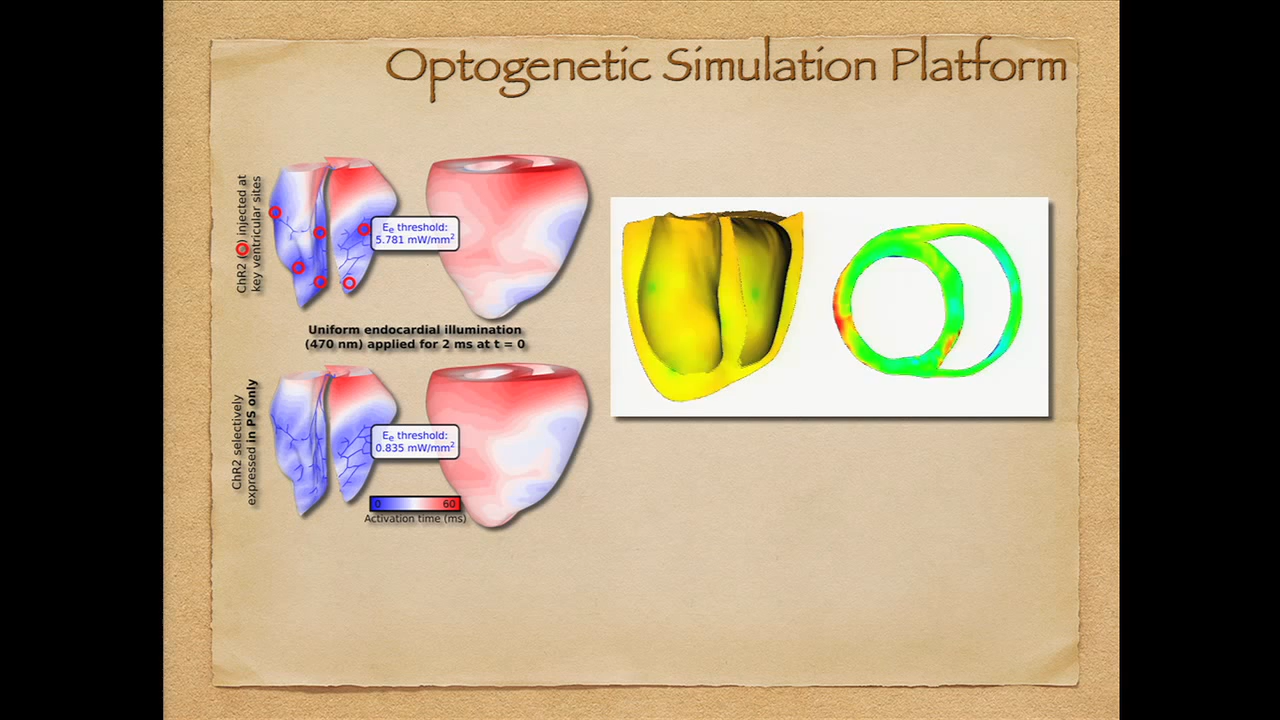 Optogenetic Simulation Platform
ChR2 (O) injected at
key ventricular sites
Ee threshold:
5.781 mW/mm²
Uniform endocardial illumination
(470 nm) applied for 2 ms at t = 0
ChR2 selectively
expressed in PS only
Ee threshold:
0.835 mW/mm²
0 60
Activation time (ms)